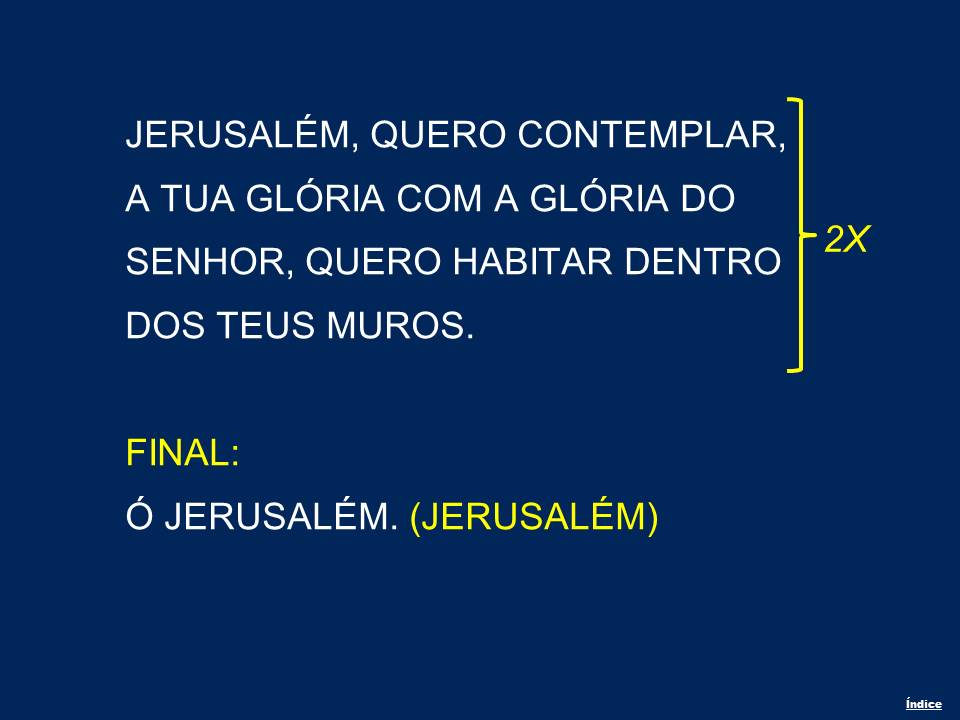 JERUSALÉM, QUERO CONTEMPLAR,
A TUA GLÓRIA COM A GLÓRIA DO
SENHOR, QUERO HABITAR DENTRO
DOS TEUS MUROS.
2X
FINAL:
Ó JERUSALÉM. (JERUSALÉM)
Índice